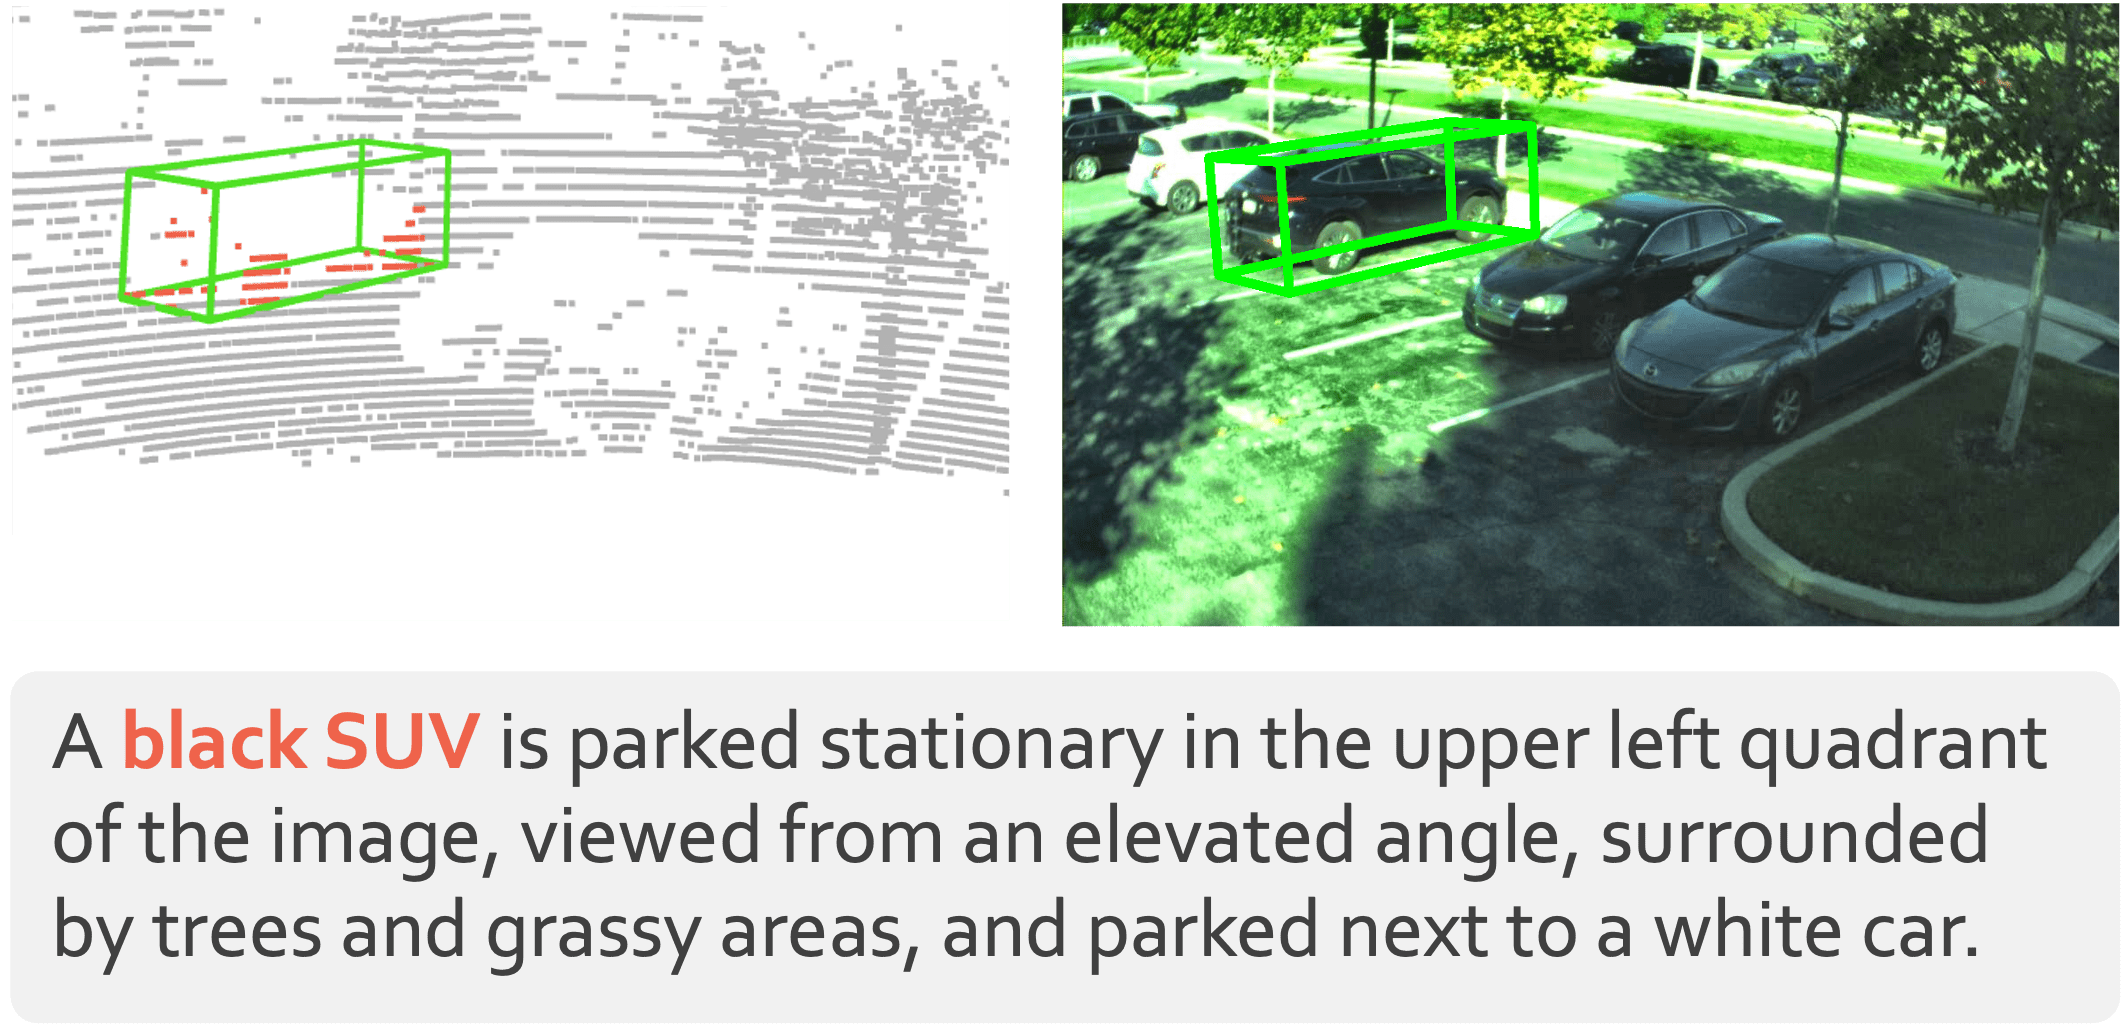 A black SUV is parked stationary in the upper left quadrant
of the image, viewed from an elevated angle, surrounded
by trees and grassy areas, and parked next to a white car.